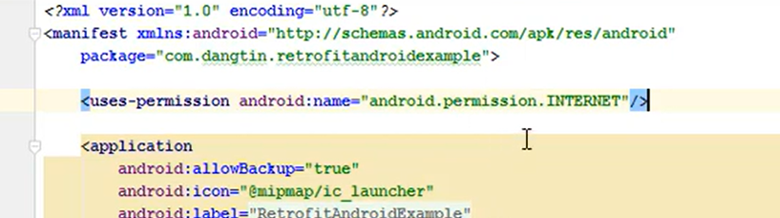 <?xml version="1.0" encoding="utf-8"?>
<manifest xmlns:android="http://schemas.android.com/apk/res/android"
package="com.dangtin.retrofitandroidexample">
<uses-permission android:name="android.permission.INTERNET"/>
<application
android:allowBackup="true"
android:icon="@mipmap/ic_launcher"
android:label="RetrofitAndroidExample"